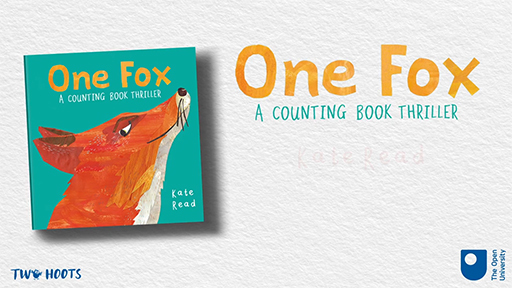 One Fox
A COUNTING BOOK THRILLER
Kate
Read
One Fox
A COUNTING BOOK THRILLER
Kate Read
TWO HOOTS
The Open
University